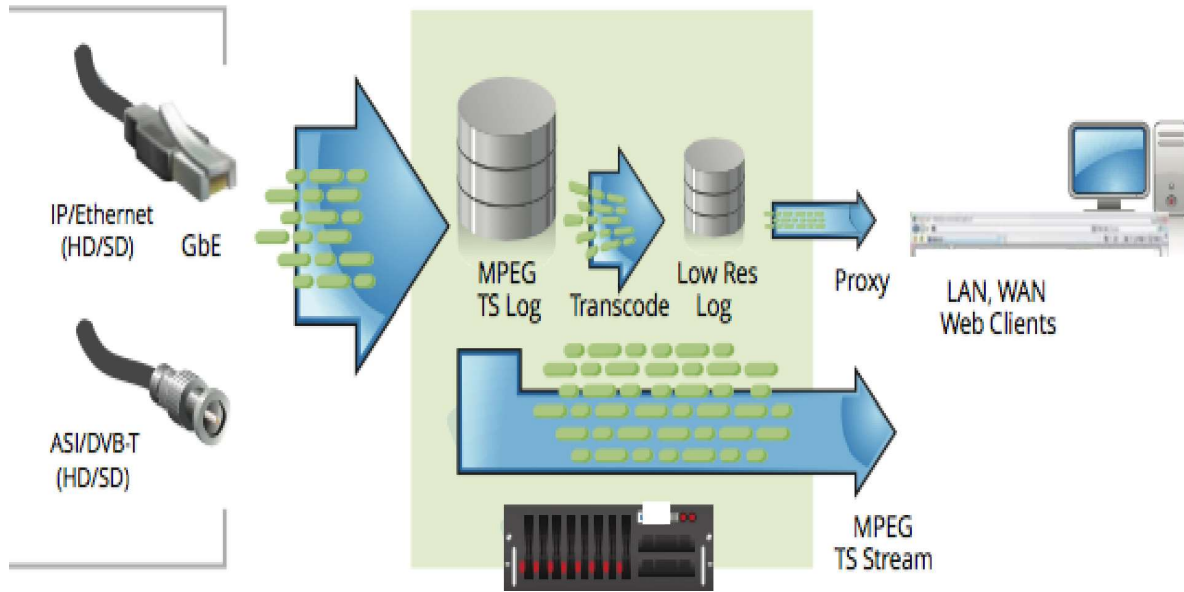 IP/Ethernet
(HD/SD)
GbE
ASI/DVB-T
(HD/SD)
MPEG
TS Log
Transcode
Low Res
Log
Proxy
LAN, WAN
Web Clients
MPEG
TS Stream